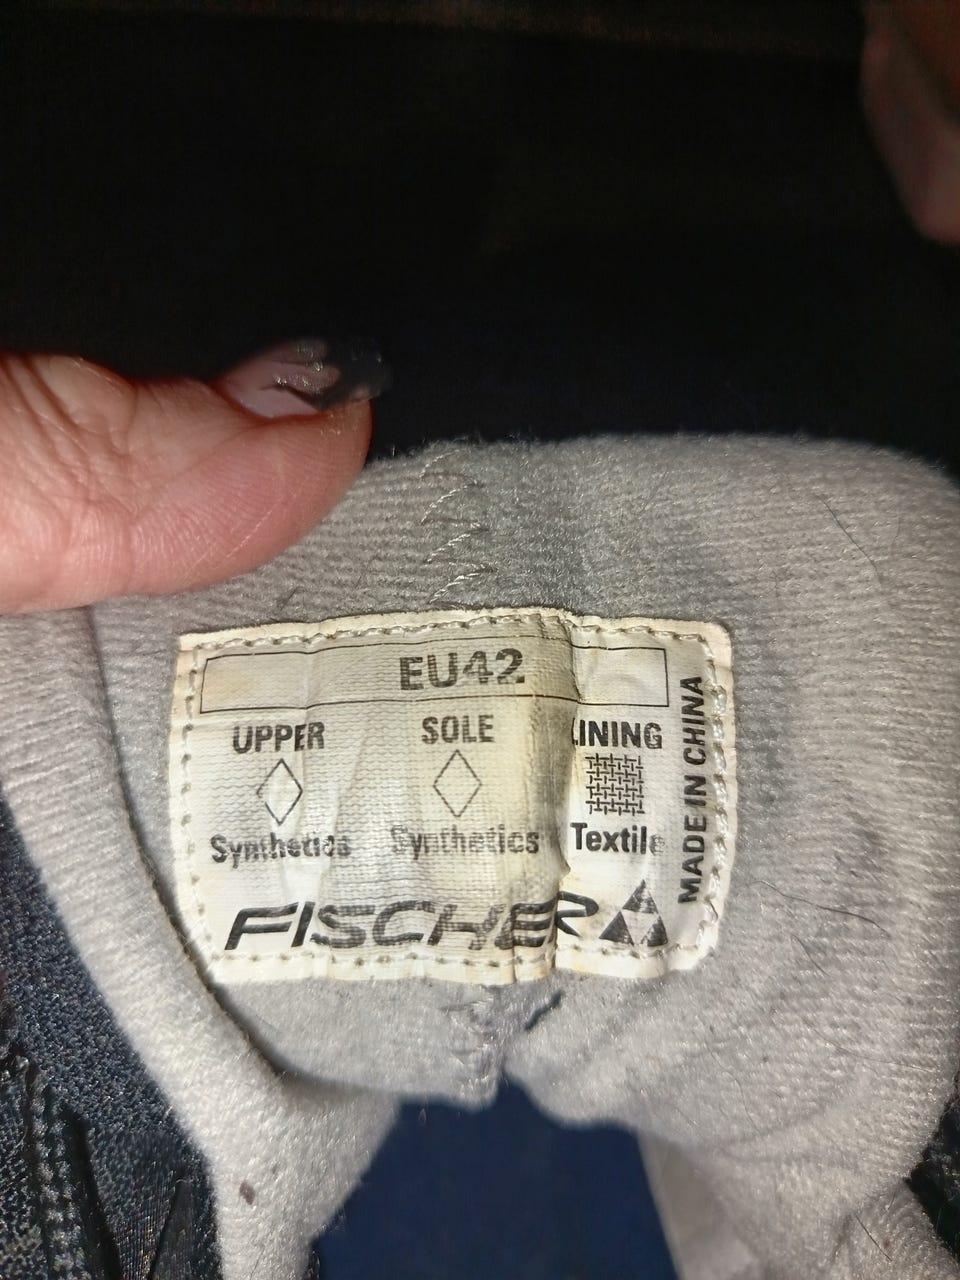 EU42
UPPER SOLE LINING
Synthetics Synthetics Textile
FISCHER
MADE IN CHINA